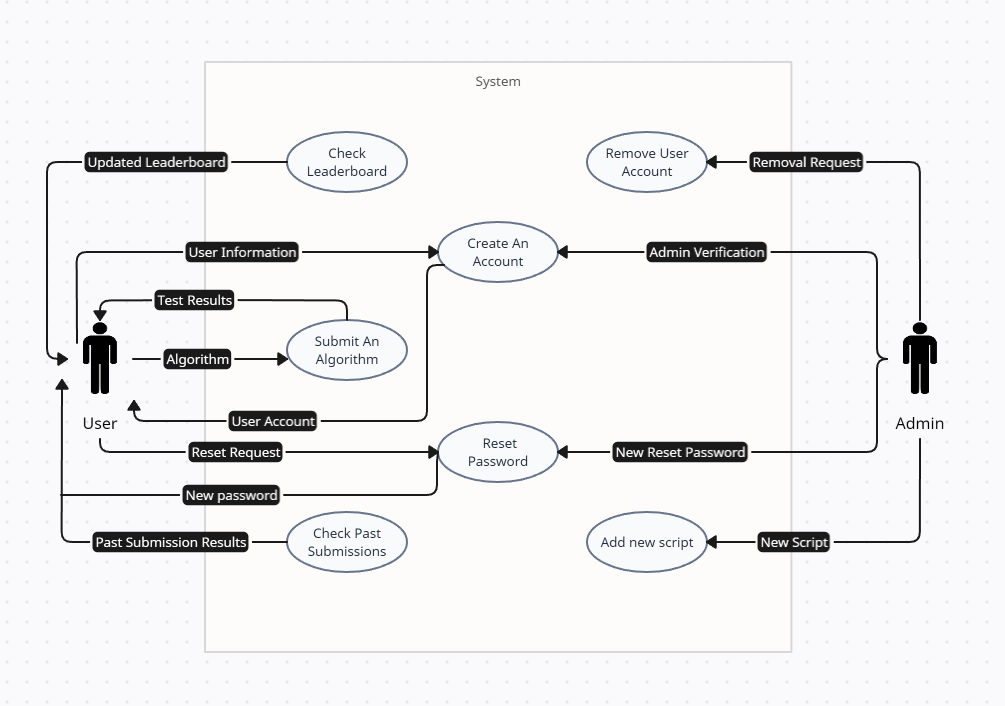 System
Updated Leaderboard
Check
Leaderboard
Remove User
Account
Removal Request
User Information
Create An
Account
Admin Verification
Test Results
Submit An
Algorithm
Algorithm
User
User Account
Admin
Reset Request
Reset
Password
New Reset Password
New password
Past Submission Results
Check Past
Submissions
Add new script
New Script